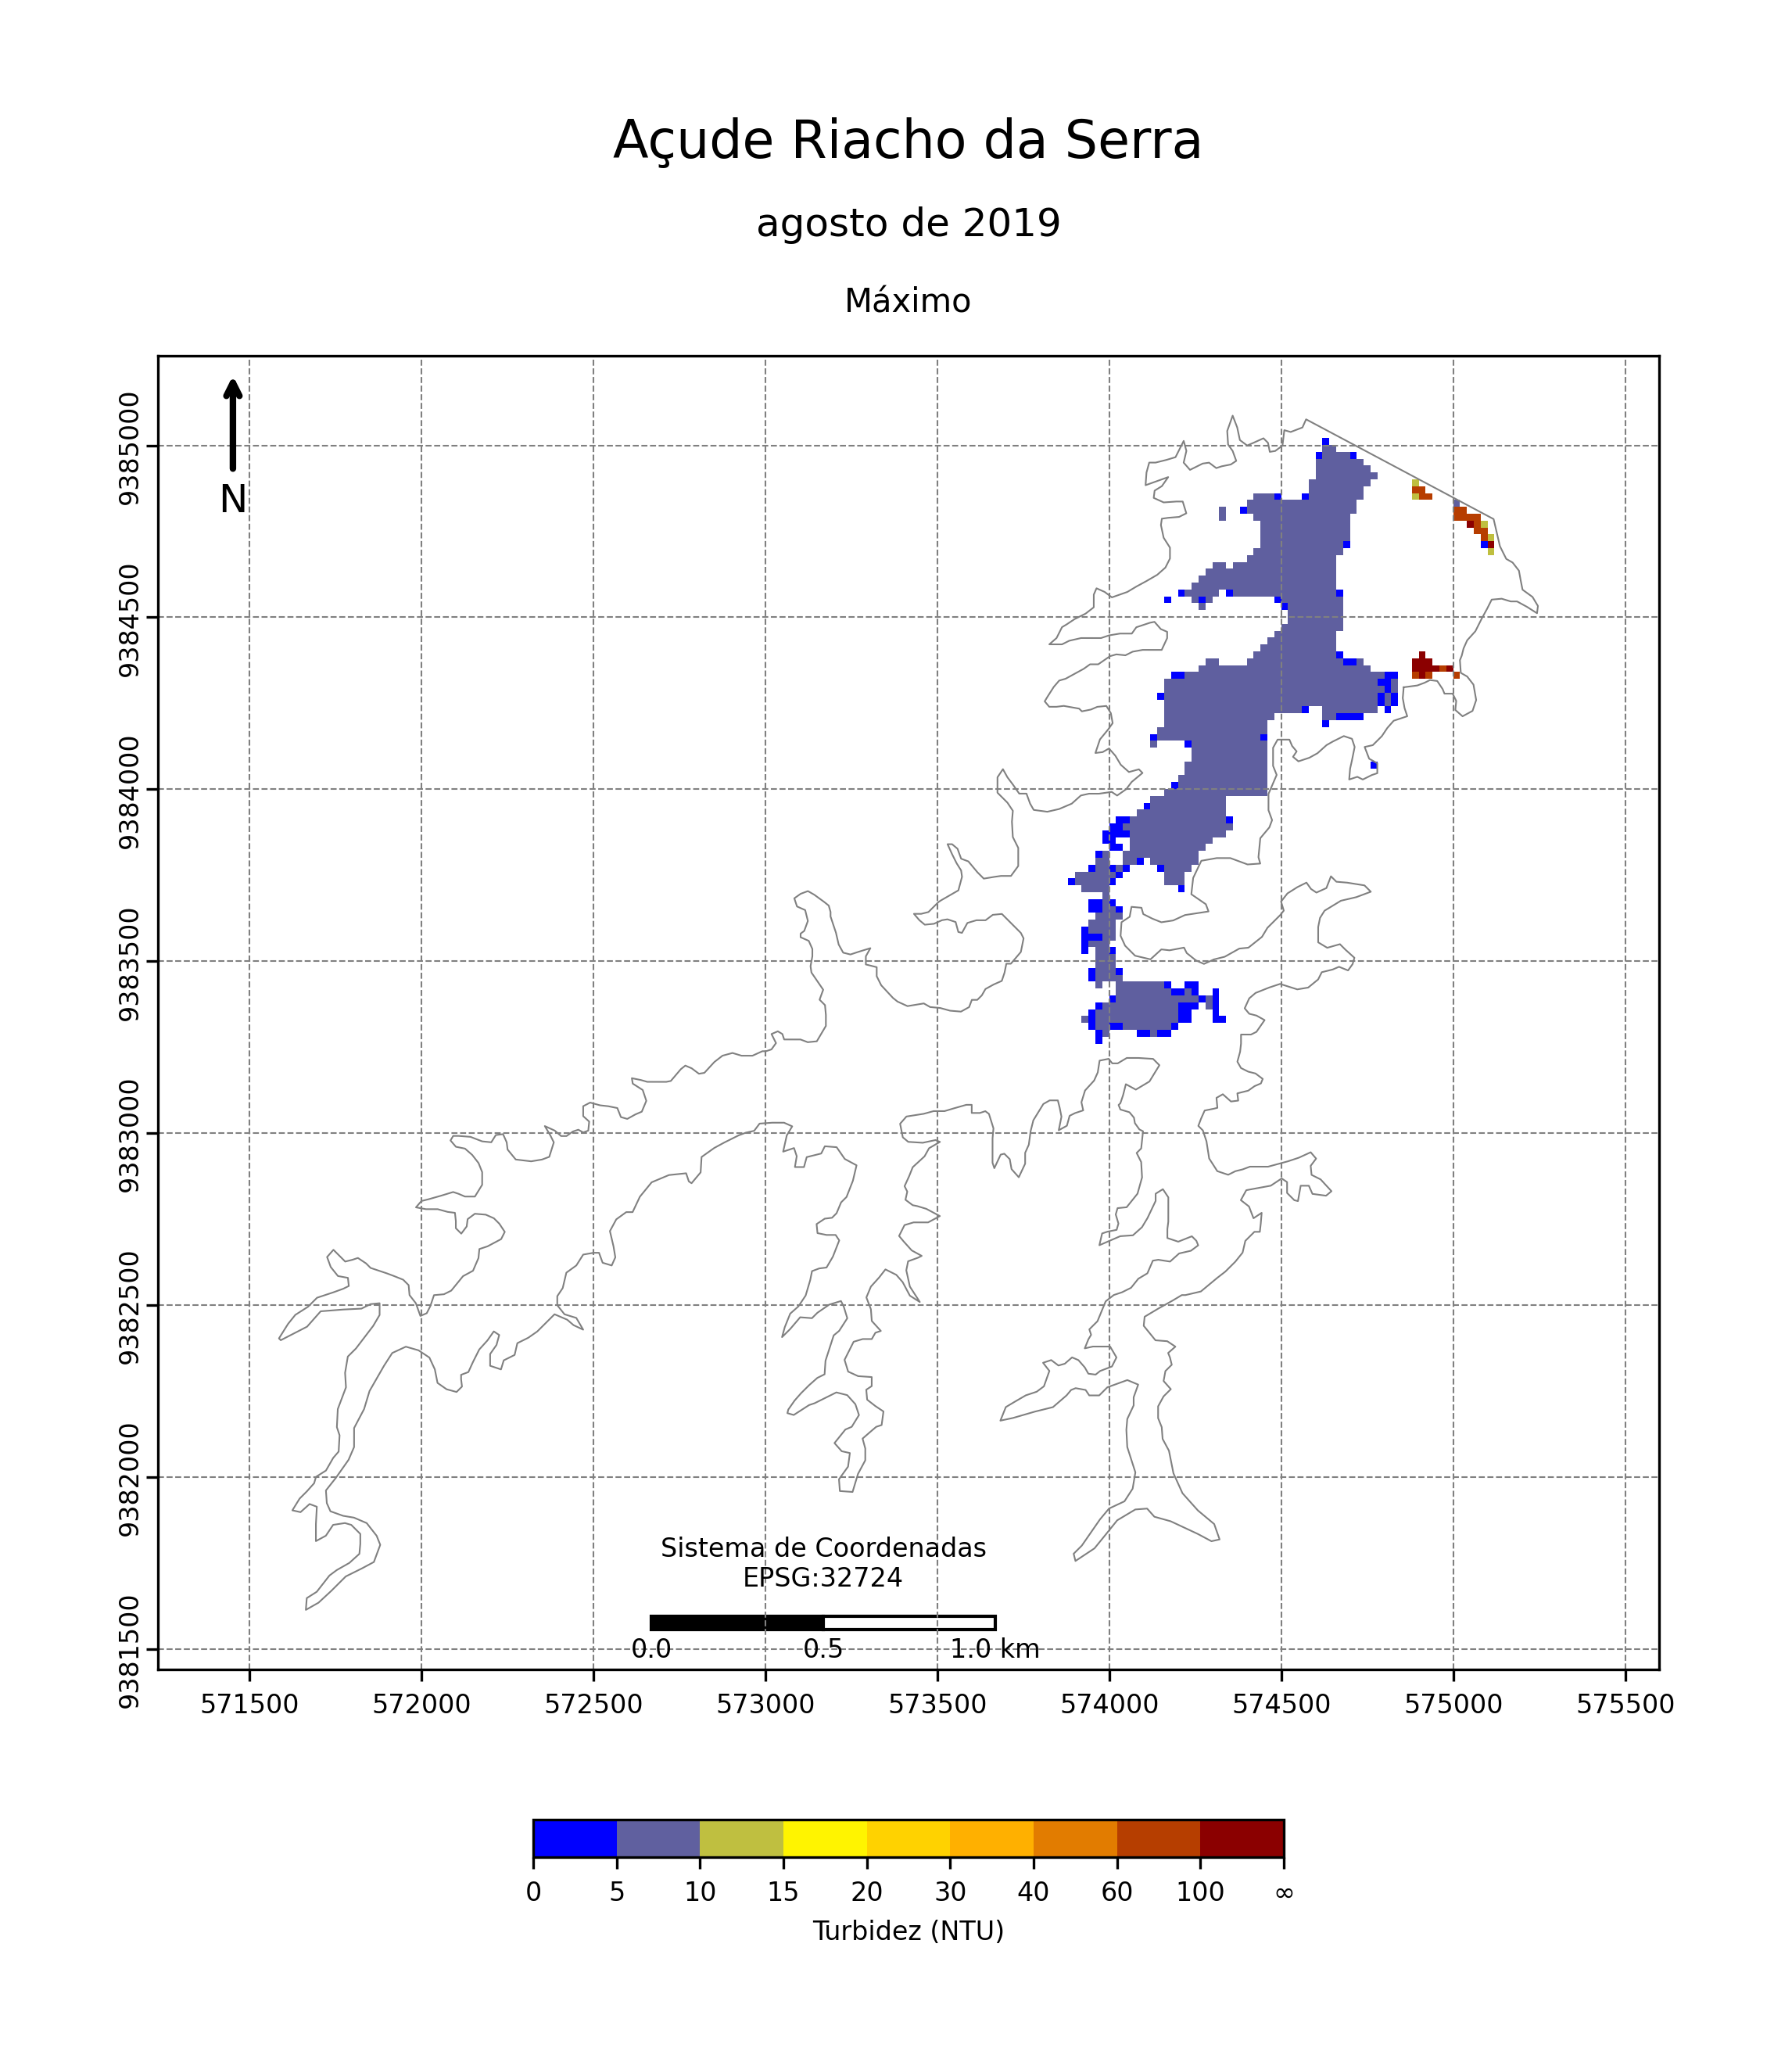 Açude Riacho da Serra
agosto de 2019
Máximo
N
9385000
9384500
9384000
9383500
9383000
9382500
9382000
9381500
Sistema de Coordenadas
EPSG:32724
0.0 0.5 1.0 km
571500 572000 572500 573000 573500 574000 574500 575000 575500
0 5 10 15 20 30 40 60 100 ∞
Turbidez (NTU)